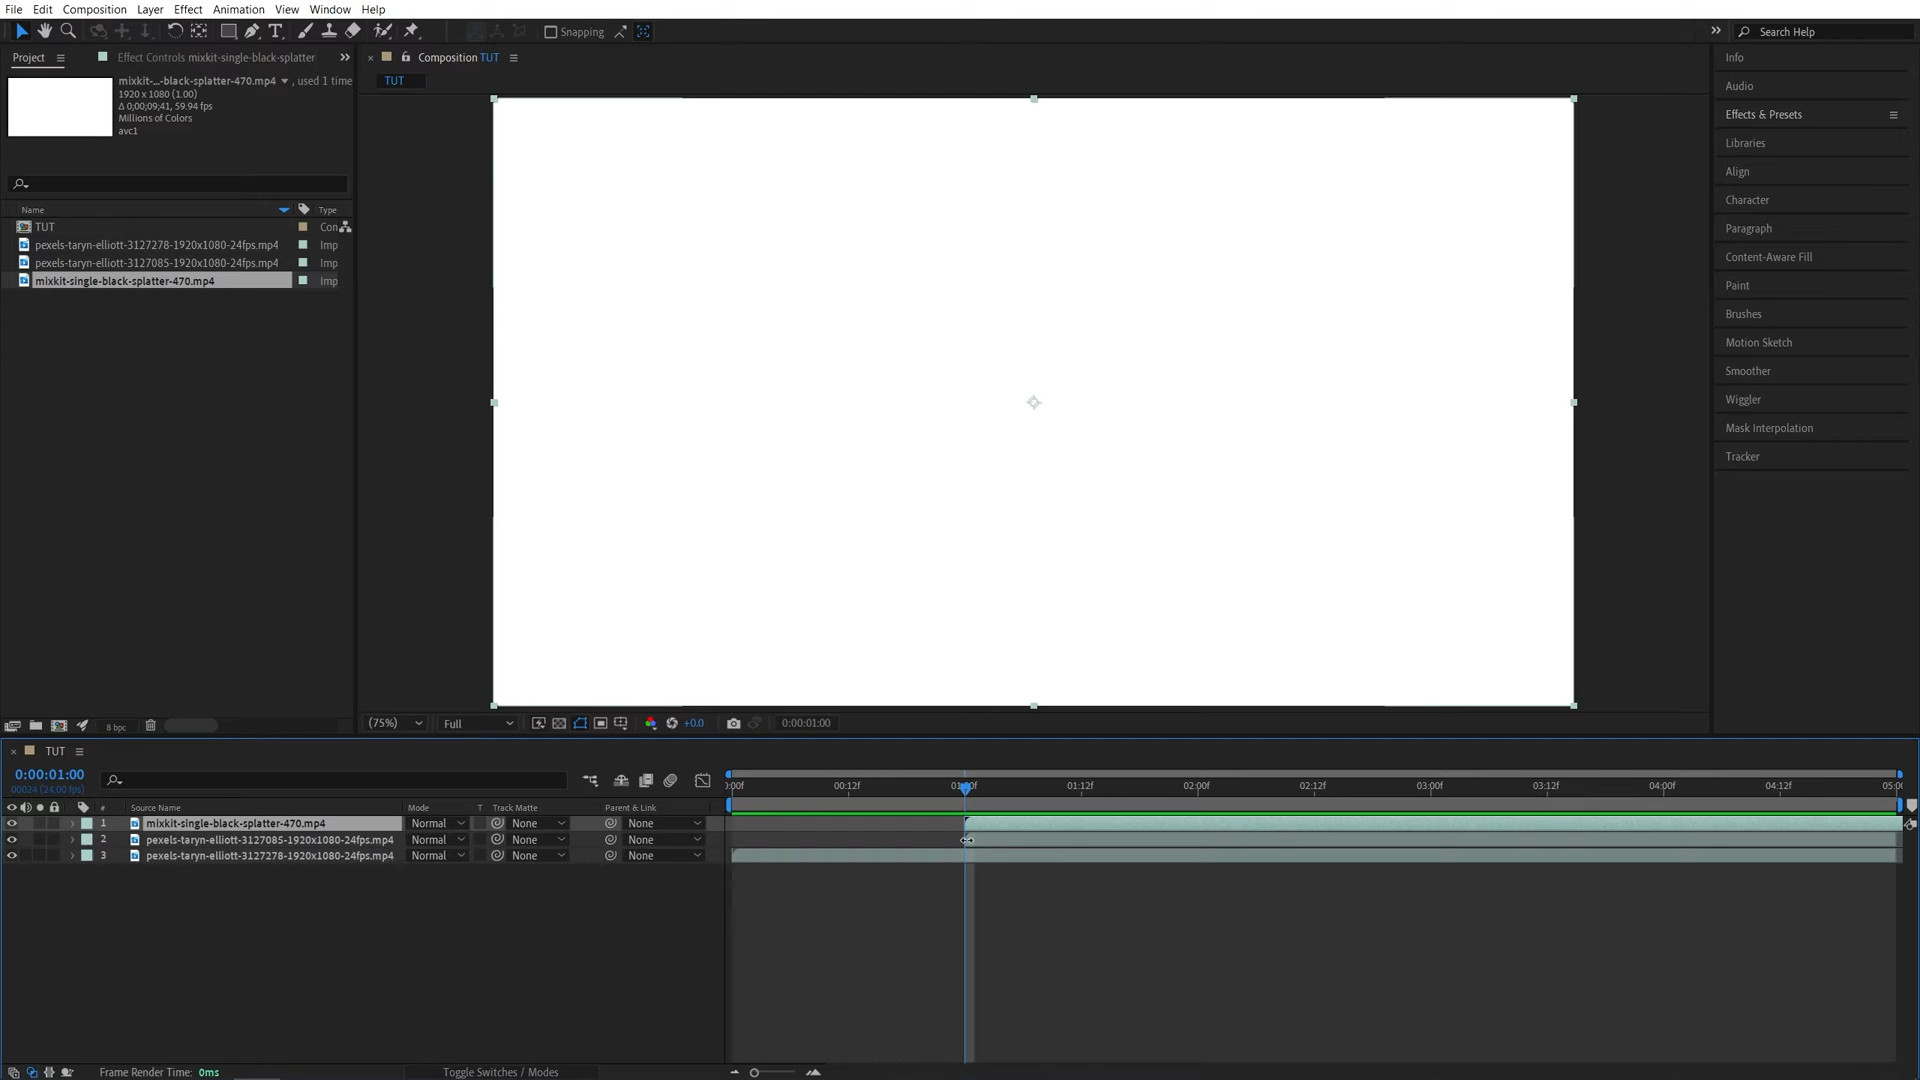 File Edit Composition Layer Effect Animation View Window Help
Snapping
Search Help
Project
Effect Controls mixkit-single-black-splatter
Composition TUT
TUT
mixkit-...-black-splatter-470.mp4 , used 1 time
1920 x 1080 (1.00)
Δ 0;00;09;41, 59.94 fps
Millions of Colors
avc1
Name Type
TUT Con
pexels-taryn-elliott-3127278-1920x1080-24fps.mp4 Imp
pexels-taryn-elliott-3127085-1920x1080-24fps.mp4 Imp
mixkit-single-black-splatter-470.mp4 Imp
Info
Audio
Effects & Presets
Libraries
Align
Character
Paragraph
Content-Aware Fill
Paint
Brushes
Motion Sketch
Smoother
Wiggler
Mask Interpolation
Tracker
8 bpc
(75%) Full +0.0 0:00:01:00
TUT
0:00:01:00
00024 (24.00 fps)
:00f 00:12f 01:12f 02:00f 02:12f 03:00f 03:12f 04:00f 04:12f 05:0
# Source Name Mode T Track Matte Parent & Link
1 mixkit-single-black-splatter-470.mp4 Normal None None
2 pexels-taryn-elliott-3127085-1920x1080-24fps.mp4 Normal None None
3 pexels-taryn-elliott-3127278-1920x1080-24fps.mp4 Normal None None
Frame Render Time: 0ms
Toggle Switches / Modes